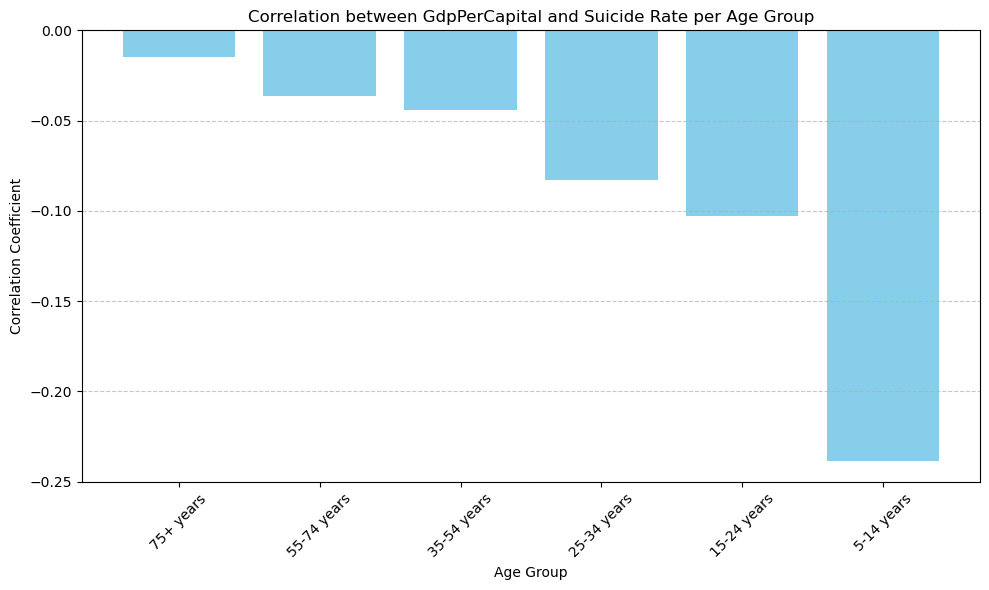 Correlation between GdpPerCapital and Suicide Rate per Age Group
0.00
−0.05
−0.10
−0.15
−0.20
−0.25
Correlation Coefficient
75+ years
55-74 years
35-54 years
25-34 years
15-24 years
5-14 years
Age Group